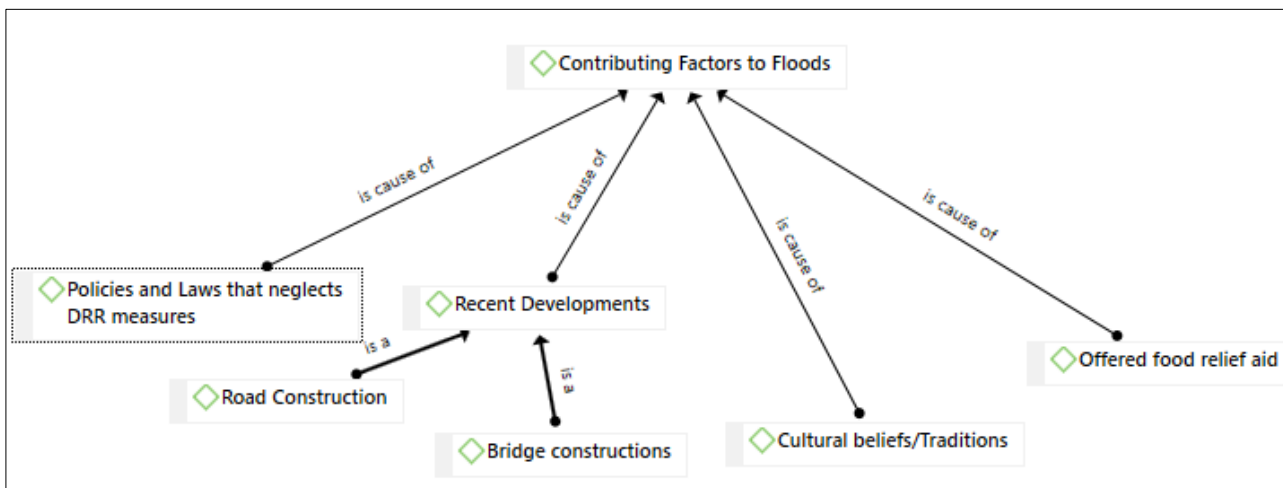 Contributing Factors to Floods
is cause of
is cause of
is cause of
is cause of
Policies and Laws that neglects
DRR measures
Recent Developments
is a
is a
Road Construction
Offered food relief aid
Bridge constructions
Cultural beliefs/Traditions